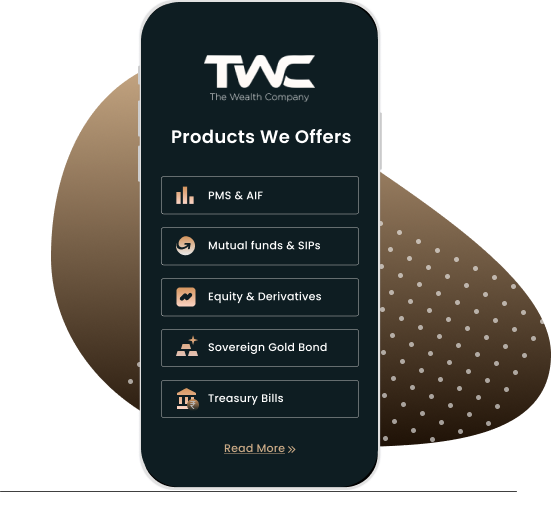 TWC
The Wealth Company
Products We Offers
PMS & AIF
Mutual funds & SIPs
Equity & Derivatives
Sovereign Gold Bond
Treasury Bills
Read More »